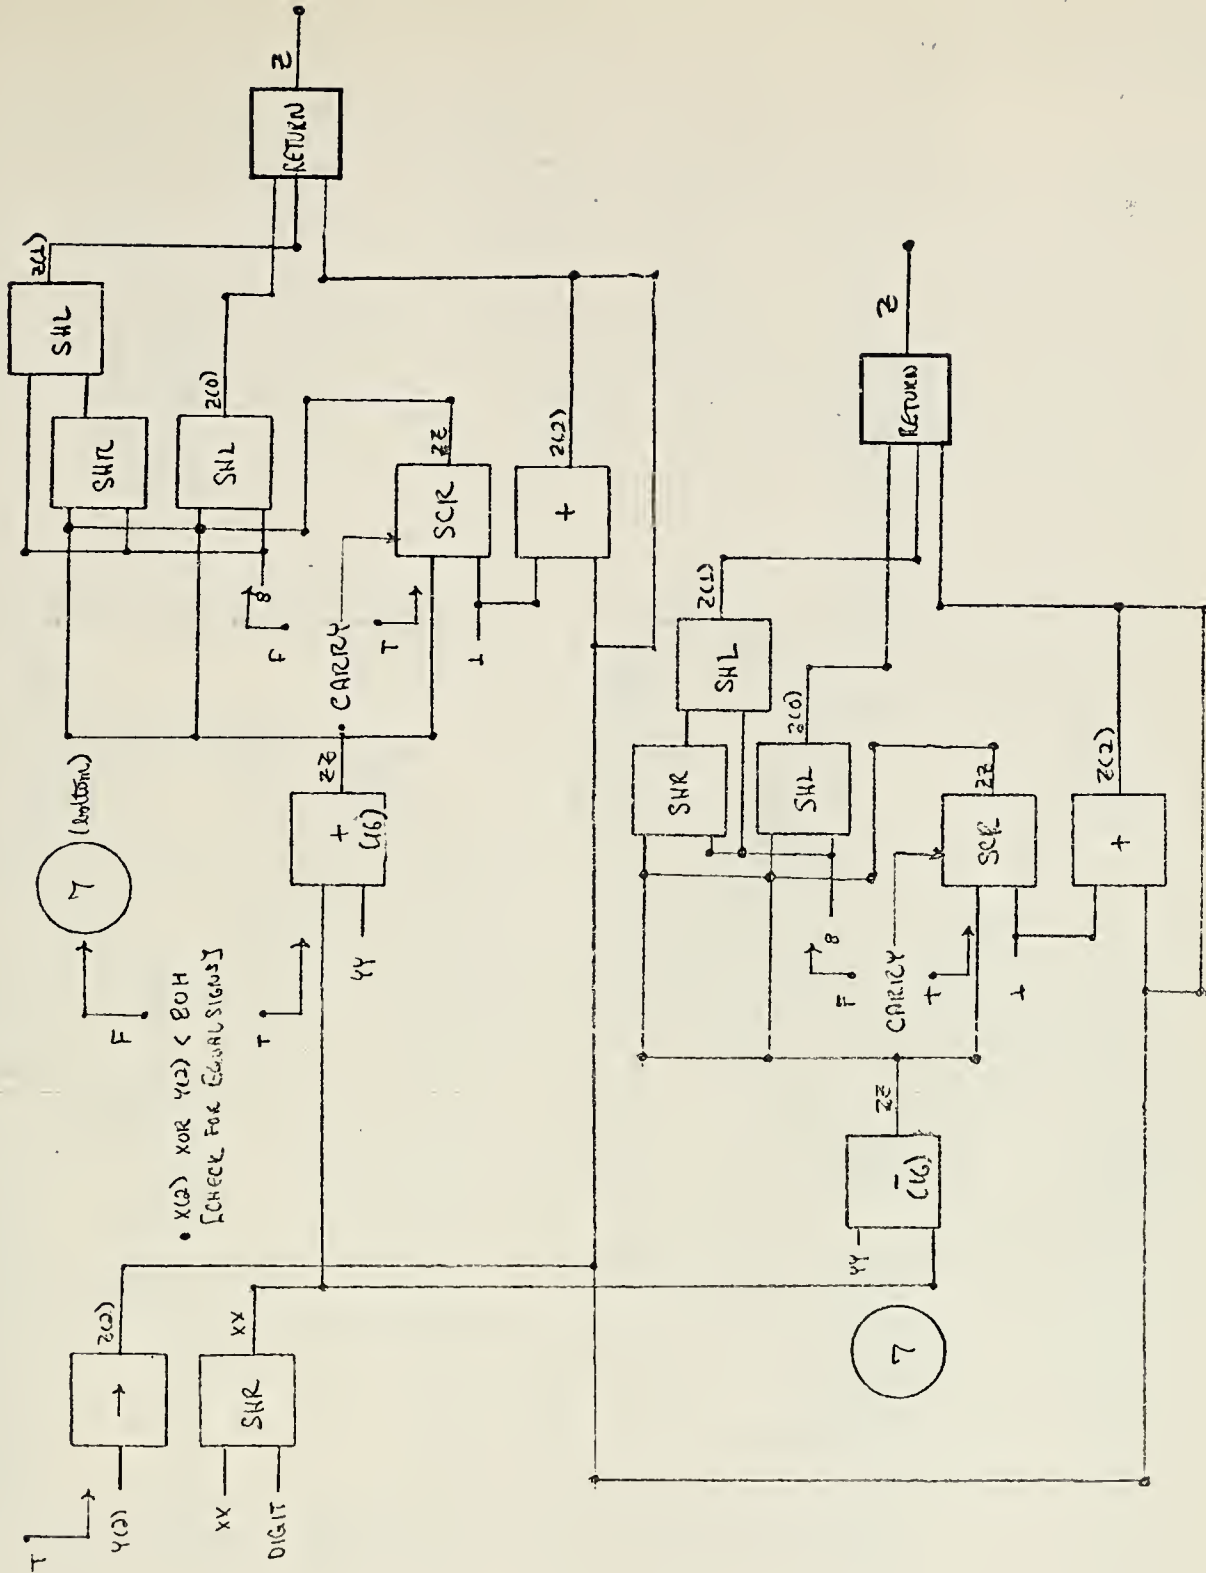 T
Y(2)
→
Z(2)
XX
DIGIT
SHR
XX
• X(2) XOR Y(2) < 80H
[CHECK FOR EQUAL SIGNS]
F
7
(bottom)
T
YY
+
(16)
ZZ
• CARRY
F
8
T
1
SHR
SHL
Z(1)
SHL
Z(0)
SCR
ZZ
+
Z(2)
RETURN
Z
7
YY
-
(16)
ZZ
CARRY
F
8
T
1
SHR
SHL
Z(1)
SHL
Z(0)
SCR
ZZ
+
Z(2)
RETURN
Z